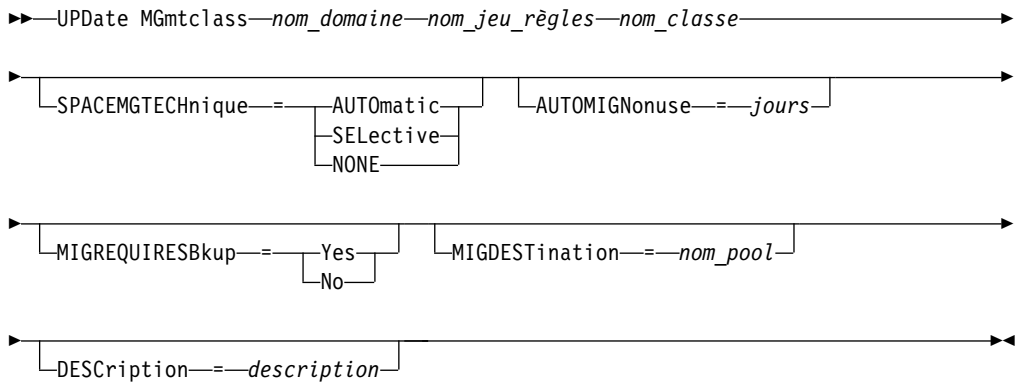 UPDate MGmtclass nom_domaine nom_jeu_règles nom_classe
SPACEMGTECHnique = AUTOmatic AUTOMIGNonuse = jours
SELective
NONE
MIGREQUIRESBkup = Yes MIGDESTination = nom_pool
No
DESCription = description